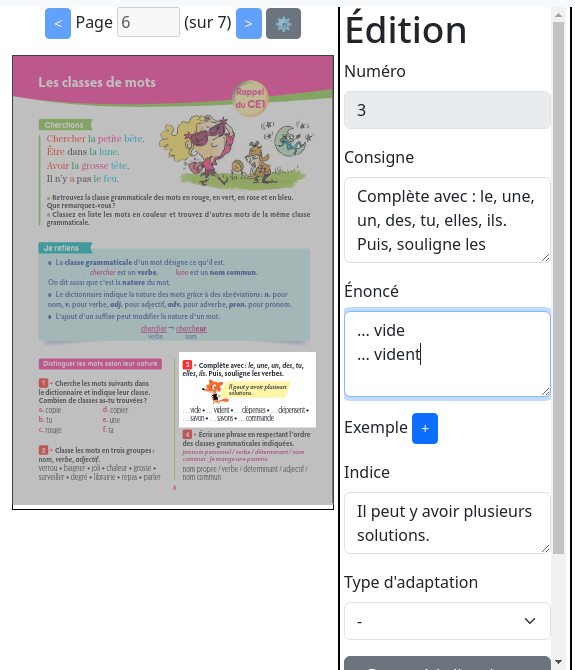 < Page 6 (sur 7) > ⚙️
Les classes de mots
Rappel
du CE1
Cherchons
Chercher la petite bête.
Être dans la lune.
Avoir la grosse tête.
Il n'y a pas le feu.
• Retrouvez la classe grammaticale des mots en rouge, en vert, en rose et en bleu.
Que remarquez-vous ?
• Classez en liste les mots en couleur et trouvez d'autres mots de la même classe
grammaticale.
Je retiens
• La classe grammaticale d'un mot désigne ce qu'il est.
chercher est un verbe. lune est un nom commun.
On dit aussi que c'est la nature du mot.
• Le dictionnaire indique la nature des mots grâce à des abréviations : n. pour
nom, v. pour verbe, adj. pour adjectif, adv. pour adverbe, pron. pour pronom.
• L'ajout d'un suffixe peut modifier la nature d'un mot.
chercher → chercheur
verbe nom commun
Distinguer les mots selon leur nature
1 • Cherche les mots suivants dans
le dictionnaire et indique leur classe.
Combien de classes as-tu trouvées ?
a. copie d. copier
b. tu e. une
c. rouge f. ta
2 • Classe les mots en trois groupes :
nom, verbe, adjectif.
verrou • baigner • joli • chaleur • grosse •
surveiller • degré • librairie • repas • parler
3 • Complète avec : le, une, un, des, tu,
elles, ils. Puis, souligne les verbes.
Il peut y avoir plusieurs
solutions.
... vide • ... vident • ... dépenses • ... dépensent •
... savon • ... savons • ... commande
4 • Écris une phrase en respectant l'ordre
des classes grammaticales indiquées.
pronom personnel / verbe / déterminant / nom
commun : Je mange une pomme.
nom propre / verbe / déterminant / adjectif /
nom commun
6
Édition
Numéro
3
Consigne
Complète avec : le, une,
un, des, tu, elles, ils.
Puis, souligne les
Énoncé
... vide
... vident
Exemple +
Indice
Il peut y avoir plusieurs
solutions.
Type d'adaptation
-